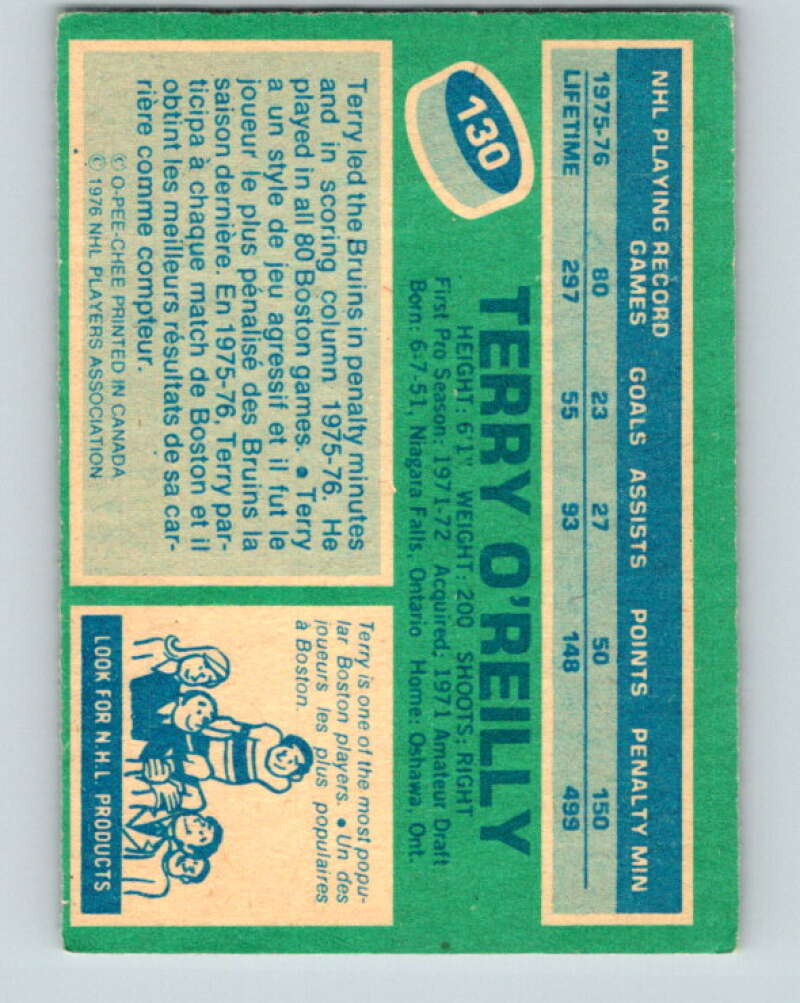 NHL PLAYING RECORD
GAMES GOALS ASSISTS POINTS PENALTY MIN
1975-76 80 23 27 50 150
LIFETIME 297 55 93 148 499
130
TERRY O'REILLY
HEIGHT: 6'1" WEIGHT: 200 SHOOTS: RIGHT
First Pro Season: 1971-72 Acquired: 1971 Amateur Draft
Born: 6-7-51, Niagara Falls, Ontario Home: Oshawa, Ont.
Terry led the Bruins in penalty minutes
and in scoring column 1975-76. He
played in all 80 Boston games. • Terry
a un style de jeu agressif et il fut le
joueur le plus pénalisé des Bruins la
saison dernière. En 1975-76, Terry par-
ticipa à chaque match de Boston et il
obtint les meilleurs résultats de sa car-
rière comme compteur.
© O-PEE-CHEE PRINTED IN CANADA
© 1976 NHL PLAYERS ASSOCIATION
Terry is one of the most popu-
lar Boston players. • Un des
joueurs les plus populaires
à Boston.
LOOK FOR N.H.L PRODUCTS